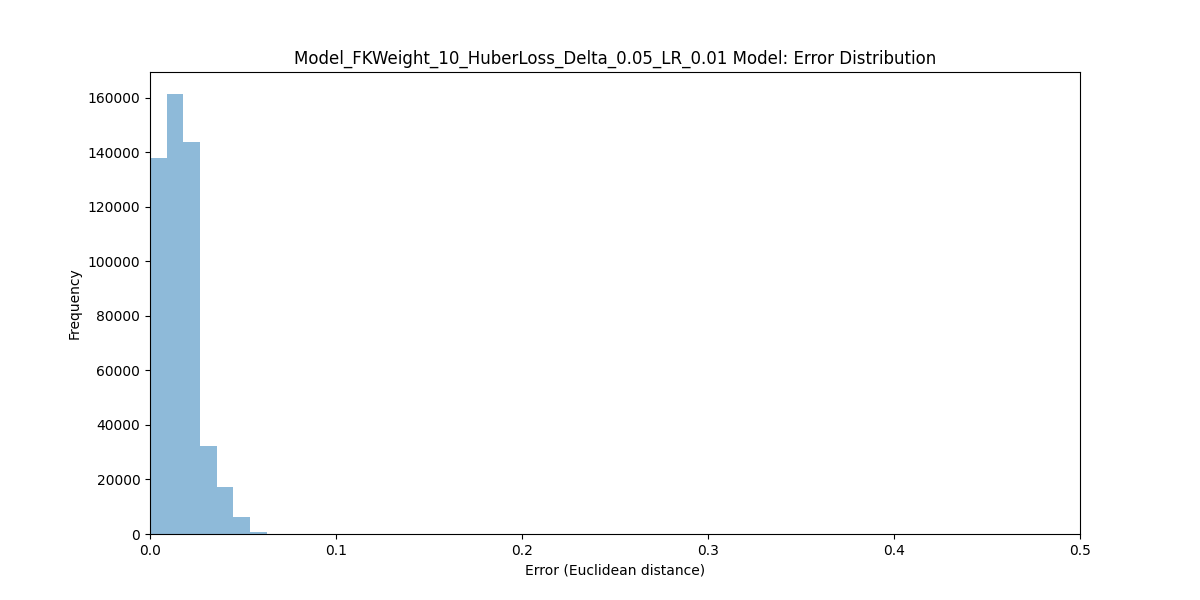 Model_FKWeight_10_HuberLoss_Delta_0.05_LR_0.01 Model: Error Distribution
160000
140000
120000
100000
80000
60000
40000
20000
0
Frequency
0.0 0.1 0.2 0.3 0.4 0.5
Error (Euclidean distance)